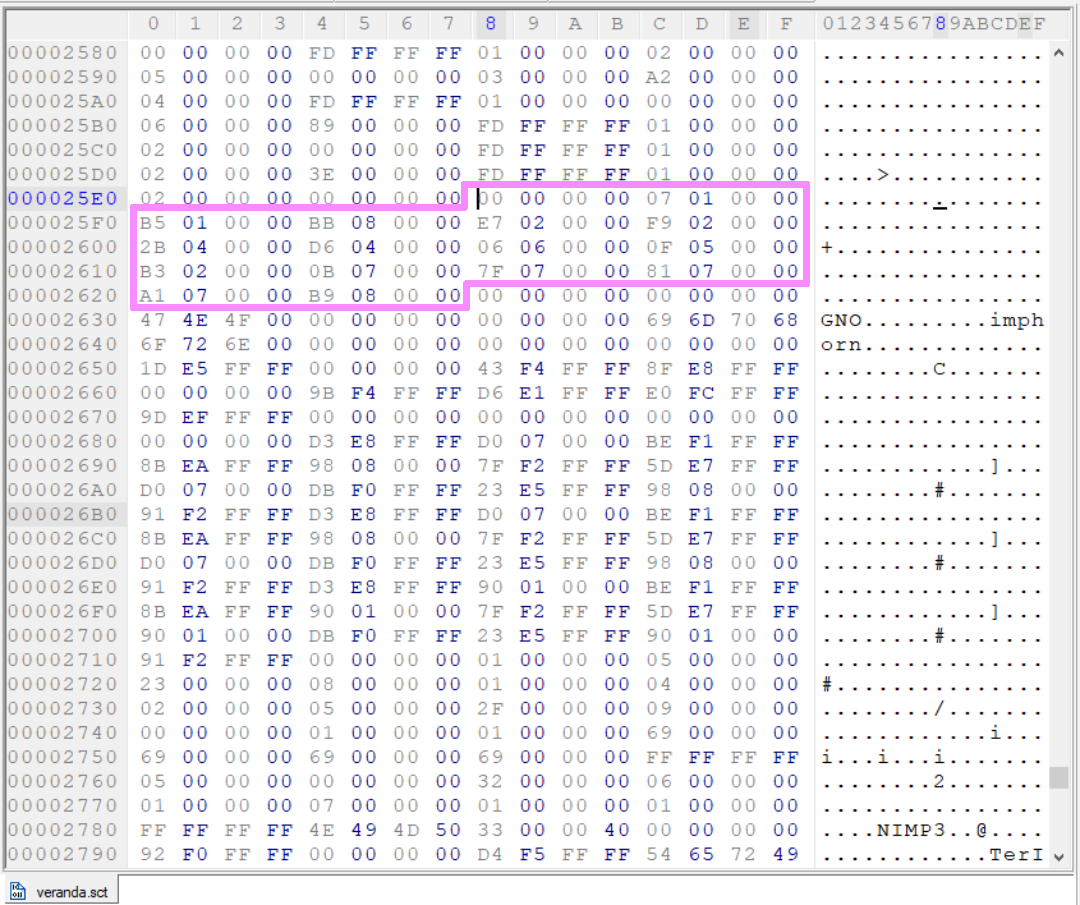 0 1 2 3 4 5 6 7 8 9 A B C D E F 0123456789ABCDEF
00002580 00 00 00 00 FD FF FF FF 01 00 00 00 02 00 00 00 ................
00002590 05 00 00 00 00 00 00 00 03 00 00 00 A2 00 00 00 ................
000025A0 04 00 00 00 FD FF FF FF 01 00 00 00 00 00 00 00 ................
000025B0 06 00 00 00 89 00 00 00 FD FF FF FF 01 00 00 00 ................
000025C0 02 00 00 00 00 00 00 00 FD FF FF FF 01 00 00 00 ................
000025D0 02 00 00 00 3E 00 00 00 FD FF FF FF 01 00 00 00 ....>...........
000025E0 02 00 00 00 00 00 00 00 00 00 00 00 07 01 00 00 ................
000025F0 B5 01 00 00 BB 08 00 00 E7 02 00 00 F9 02 00 00 ................
00002600 2B 04 00 00 D6 04 00 00 06 06 00 00 0F 05 00 00 +...............
00002610 B3 02 00 00 0B 07 00 00 7F 07 00 00 81 07 00 00 ................
00002620 A1 07 00 00 B9 08 00 00 00 00 00 00 00 00 00 00 ................
00002630 47 4E 4F 00 00 00 00 00 00 00 00 00 69 6D 70 68 GNO.........imph
00002640 6F 72 6E 00 00 00 00 00 00 00 00 00 00 00 00 00 orn.............
00002650 1D E5 FF FF 00 00 00 00 43 F4 FF FF 8F E8 FF FF ........C.......
00002660 00 00 00 00 9B F4 FF FF D6 E1 FF FF E0 FC FF FF ................
00002670 9D EF FF FF 00 00 00 00 00 00 00 00 00 00 00 00 ................
00002680 00 00 00 00 D3 E8 FF FF D0 07 00 00 BE F1 FF FF ................
00002690 8B EA FF FF 98 08 00 00 7F F2 FF FF 5D E7 FF FF ............]...
000026A0 D0 07 00 00 DB F0 FF FF 23 E5 FF FF 98 08 00 00 ........#.......
000026B0 91 F2 FF FF D3 E8 FF FF D0 07 00 00 BE F1 FF FF ................
000026C0 8B EA FF FF 98 08 00 00 7F F2 FF FF 5D E7 FF FF ............]...
000026D0 D0 07 00 00 DB F0 FF FF 23 E5 FF FF 98 08 00 00 ........#.......
000026E0 91 F2 FF FF D3 E8 FF FF 90 01 00 00 BE F1 FF FF ................
000026F0 8B EA FF FF 90 01 00 00 7F F2 FF FF 5D E7 FF FF ............]...
00002700 90 01 00 00 DB F0 FF FF 23 E5 FF FF 90 01 00 00 ........#.......
00002710 91 F2 FF FF 00 00 00 00 01 00 00 00 05 00 00 00 ................
00002720 23 00 00 00 08 00 00 00 01 00 00 00 04 00 00 00 #...............
00002730 02 00 00 00 05 00 00 00 2F 00 00 00 09 00 00 00 ......../.......
00002740 00 00 00 00 01 00 00 00 01 00 00 00 69 00 00 00 ............i...
00002750 69 00 00 00 69 00 00 00 69 00 00 00 FF FF FF FF i...i...i.......
00002760 05 00 00 00 00 00 00 00 32 00 00 00 06 00 00 00 ........2.......
00002770 01 00 00 00 07 00 00 00 01 00 00 00 01 00 00 00 ................
00002780 FF FF FF FF 4E 49 4D 50 33 00 00 40 00 00 00 00 ....NIMP3..@....
00002790 92 F0 FF FF 00 00 00 00 D4 F5 FF FF 54 65 72 49 ............TerI
veranda.sct